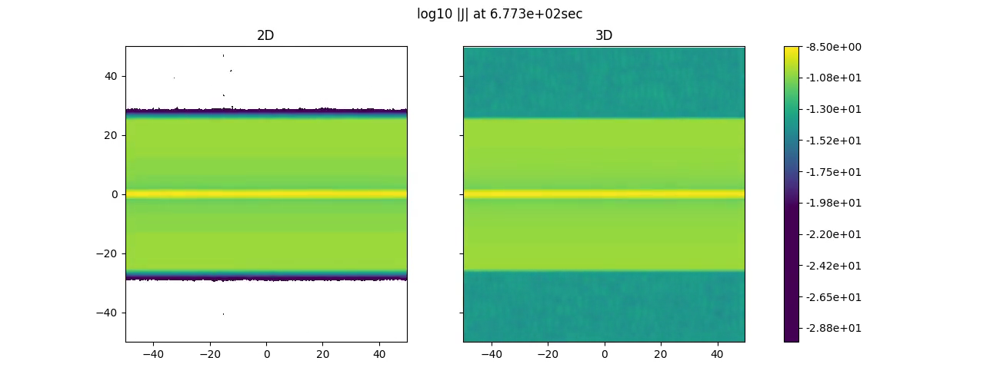 log10 |J| at 6.773e+02sec
2D
3D
40
20
0
−20
−40
−40
−20
0
20
40
−40
−20
0
20
40
-8.50e+00
-1.08e+01
-1.30e+01
-1.52e+01
-1.75e+01
-1.98e+01
-2.20e+01
-2.42e+01
-2.65e+01
-2.88e+01